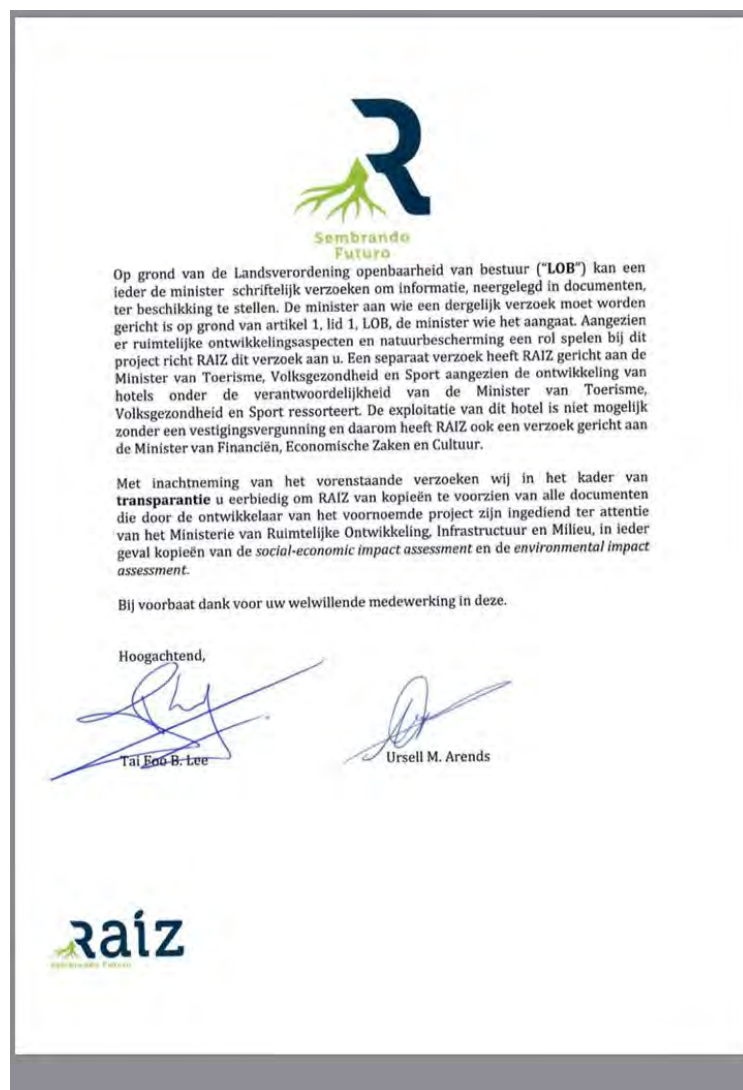 R
Sembrando
Futuro
Op grond van de Landsverordening openbaarheid van bestuur ("LOB") kan een
ieder de minister schriftelijk verzoeken om informatie, neergelegd in documenten,
ter beschikking te stellen. De minister aan wie een dergelijk verzoek moet worden
gericht is op grond van artikel 1, lid 1, LOB, de minister wie het aangaat. Aangezien
er ruimtelijke ontwikkelingsaspecten en natuurbescherming een rol spelen bij dit
project richt RAIZ dit verzoek aan u. Een separaat verzoek heeft RAIZ gericht aan de
Minister van Toerisme, Volksgezondheid en Sport aangezien de ontwikkeling van
hotels onder de verantwoordelijkheid van de Minister van Toerisme,
Volksgezondheid en Sport ressorteert. De exploitatie van dit hotel is niet mogelijk
zonder een vestigingsvergunning en daarom heeft RAIZ ook een verzoek gericht aan
de Minister van Financiën, Economische Zaken en Cultuur.
Met inachtneming van het vorenstaande verzoeken wij in het kader van
transparantie u eerbiedig om RAIZ van kopieën te voorzien van alle documenten
die door de ontwikkelaar van het voornoemde project zijn ingediend ter attentie
van het Ministerie van Ruimtelijke Ontwikkeling, Infrastructuur en Milieu, in ieder
geval kopieën van de social-economic impact assessment en de environmental impact
assessment.
Bij voorbaat dank voor uw welwillende medewerking in deze.
Hoogachtend,
Tai Foo B. Lee
Ursell M. Arends
Raíz
Sembrando Futuro